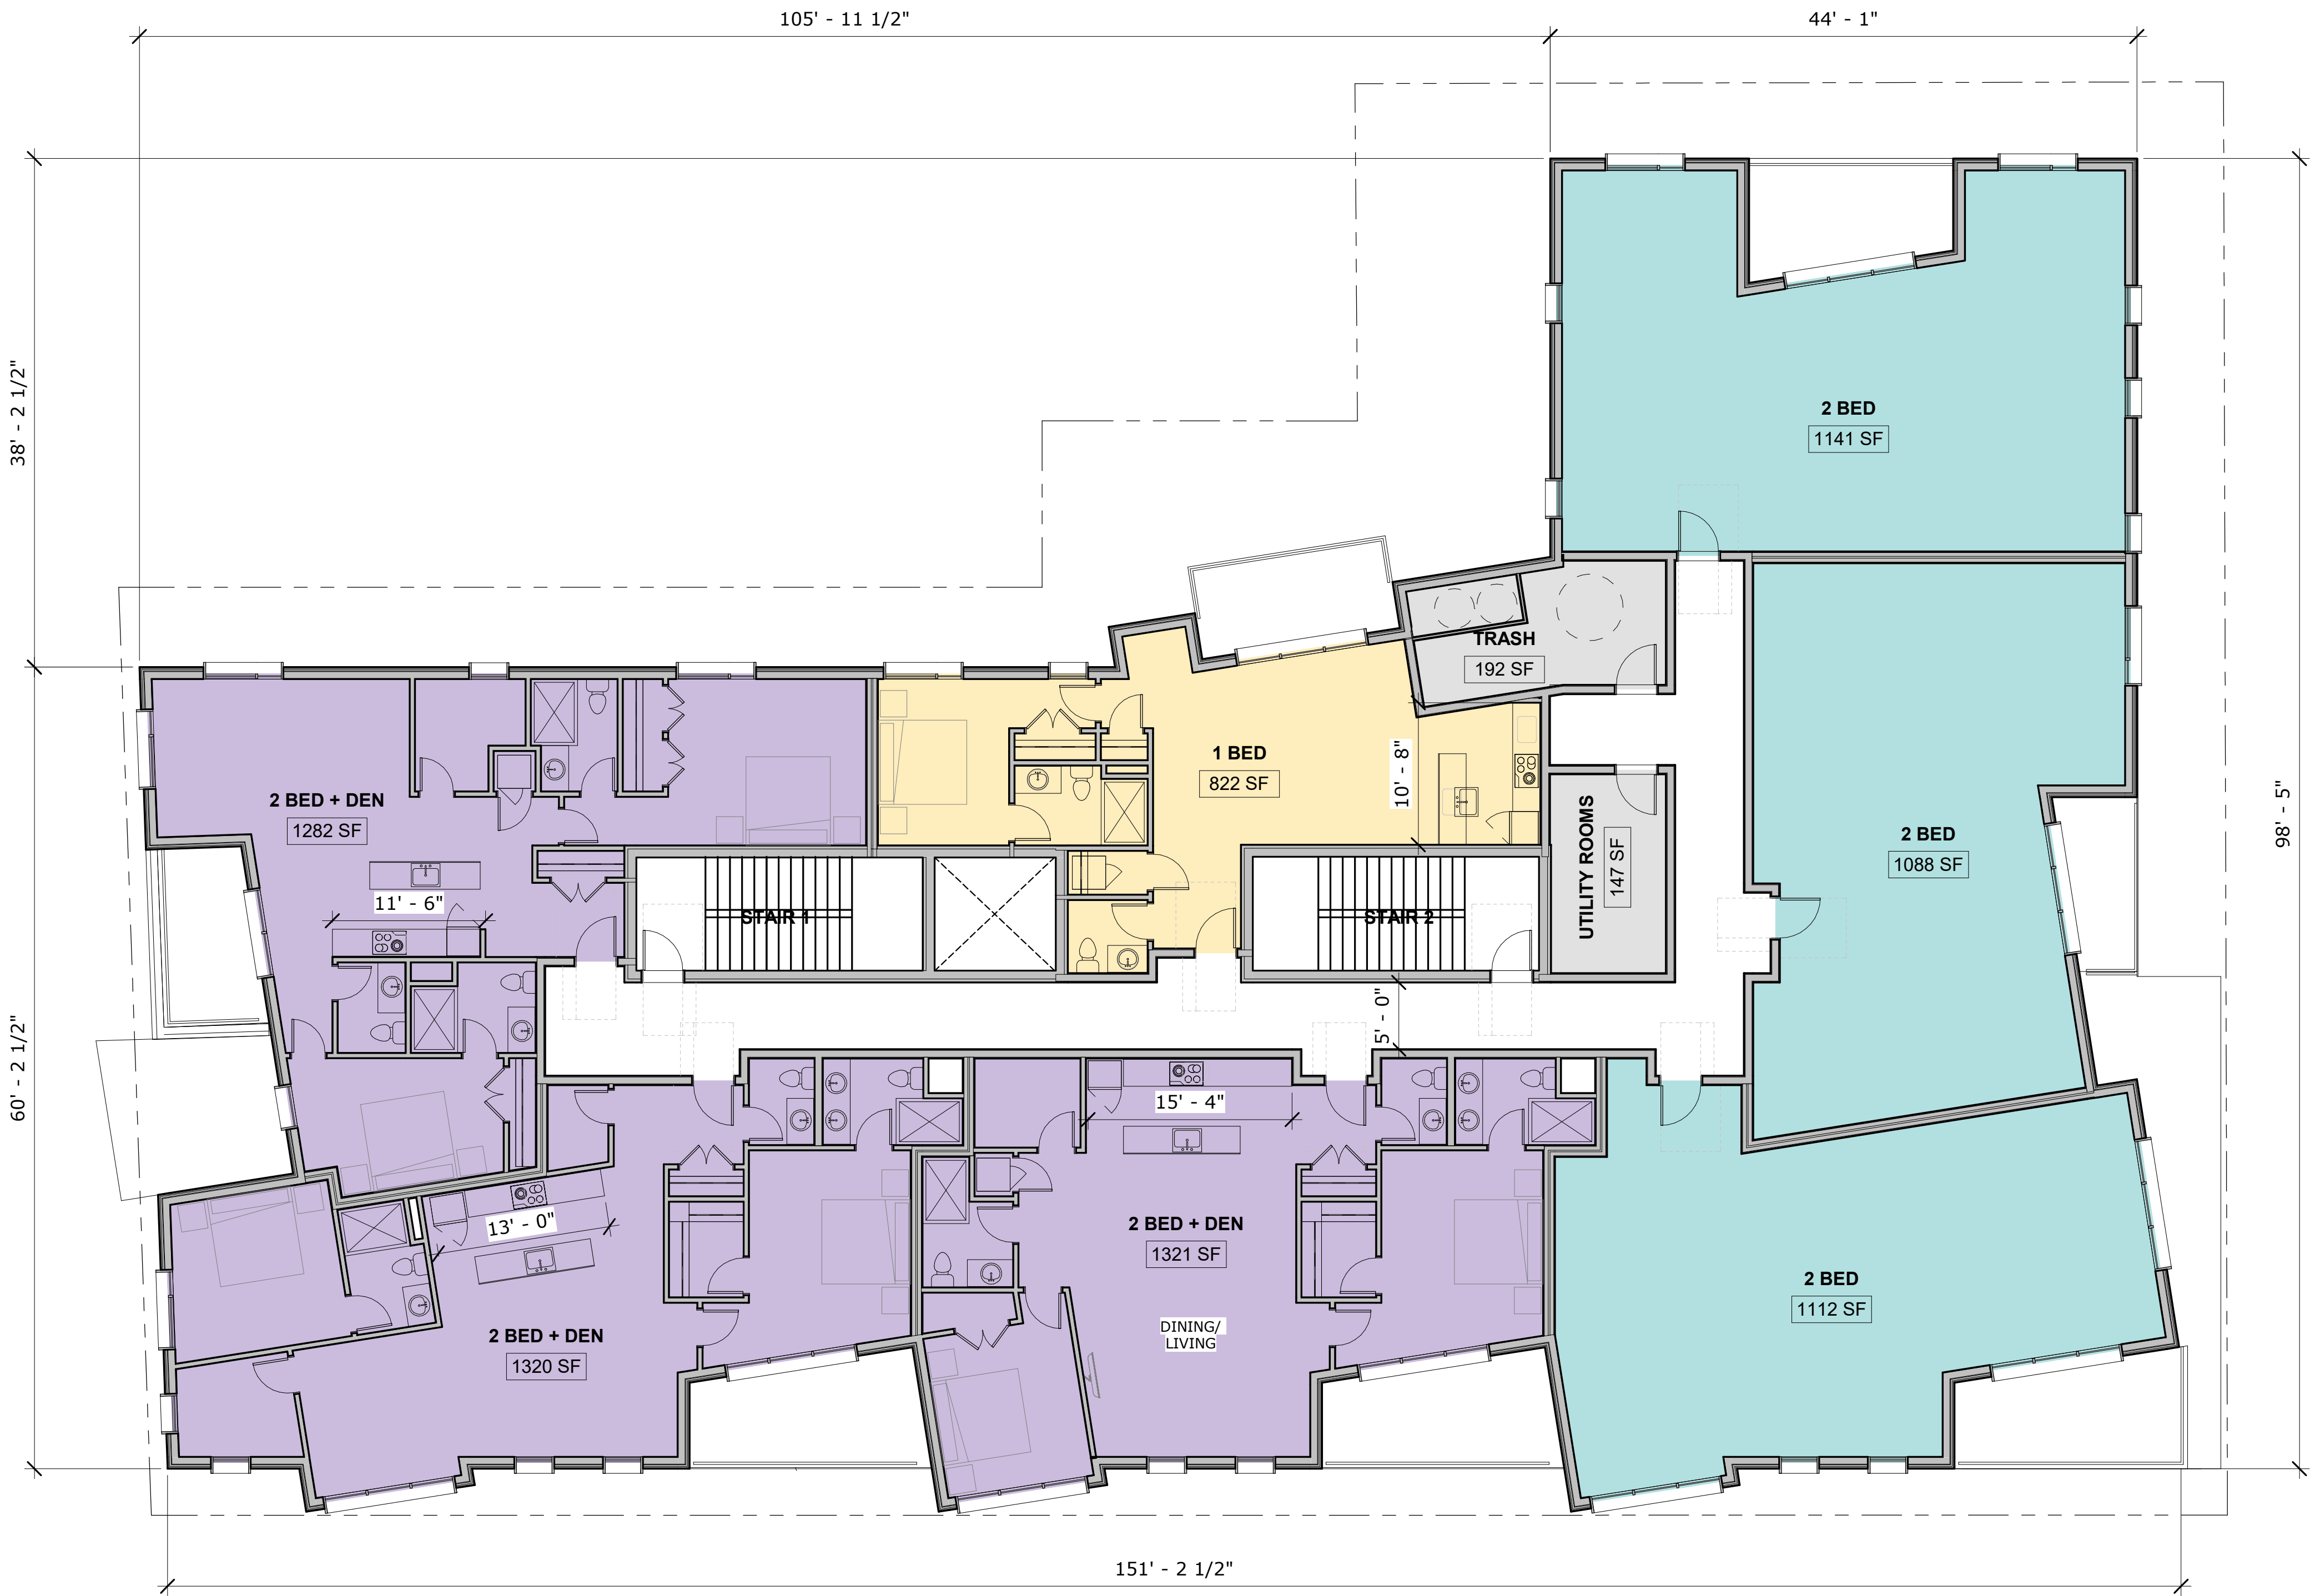 105' - 11 1/2"
44' - 1"
38' - 2 1/2"
2 BED
1141 SF
TRASH
192 SF
1 BED
822 SF
10' - 8"
2 BED + DEN
1282 SF
11' - 6"
UTILITY ROOMS
147 SF
2 BED
1088 SF
98' - 5"
STAIR 1
STAIR 2
5' - 0"
60' - 2 1/2"
15' - 4"
13' - 0"
2 BED + DEN
1321 SF
2 BED
1112 SF
2 BED + DEN
1320 SF
DINING/
LIVING
151' - 2 1/2"